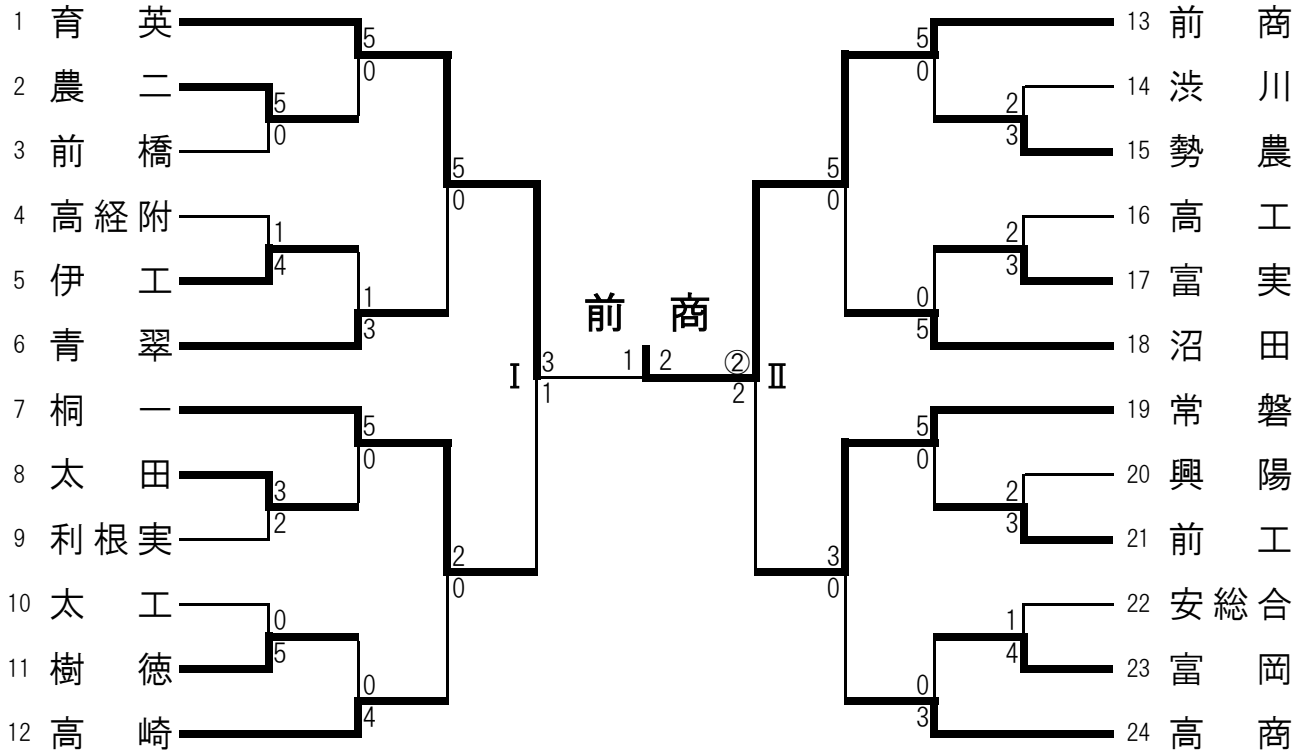 1 育英
5
0
2 農二
5
0
3 前橋
5
0
4 高経附
1
4
5 伊工
1
3
6 青翠
前商
Ⅰ
3
1
1
2
②
2
Ⅱ
7 桐一
5
0
8 太田
3
2
9 利根実
2
0
10 太工
0
5
11 樹徳
0
4
12 高崎
13 前商
5
0
14 渋川
2
3
15 勢農
5
0
16 高工
2
3
17 富実
0
5
18 沼田
19 常磐
5
0
20 興陽
2
3
21 前工
3
0
22 安総合
1
4
23 富岡
0
3
24 高商